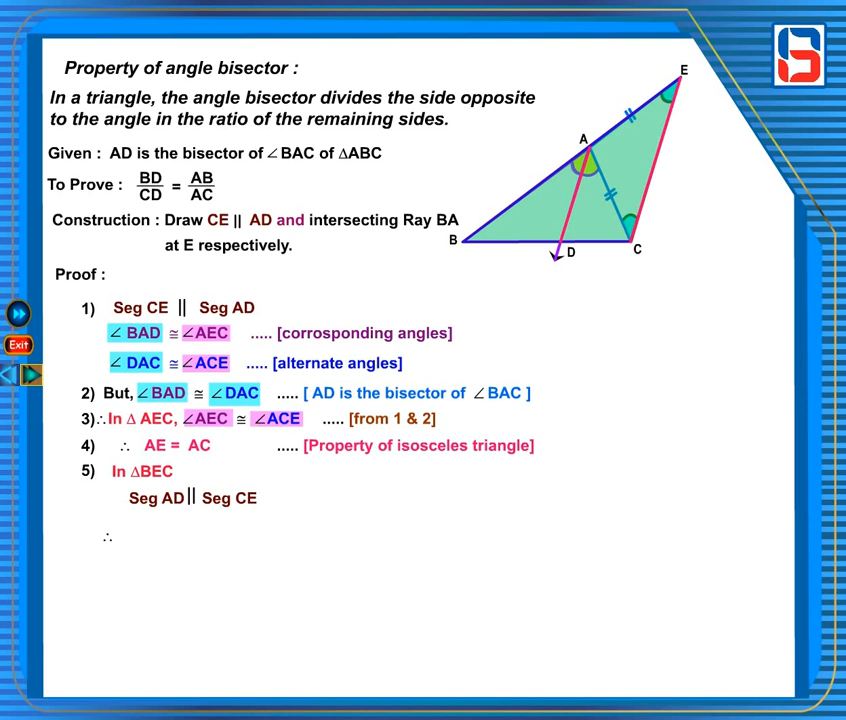 Property of angle bisector :
In a triangle, the angle bisector divides the side opposite
to the angle in the ratio of the remaining sides.
Given : AD is the bisector of ∠BAC of ΔABC
To Prove : BD/CD = AB/AC
Construction : Draw CE || AD and intersecting Ray BA
at E respectively.
Proof :
1) Seg CE || Seg AD
∠ BAD ≅ ∠AEC ..... [corrosponding angles]
∠ DAC ≅ ∠ACE ..... [alternate angles]
2) But, ∠BAD ≅ ∠DAC ..... [ AD is the bisector of ∠BAC ]
3) ∴ In Δ AEC, ∠AEC ≅ ∠ACE ..... [from 1 & 2]
4) ∴ AE = AC ..... [Property of isosceles triangle]
5) In ΔBEC
Seg AD || Seg CE
∴
E
A
B
D
C
Exit
S